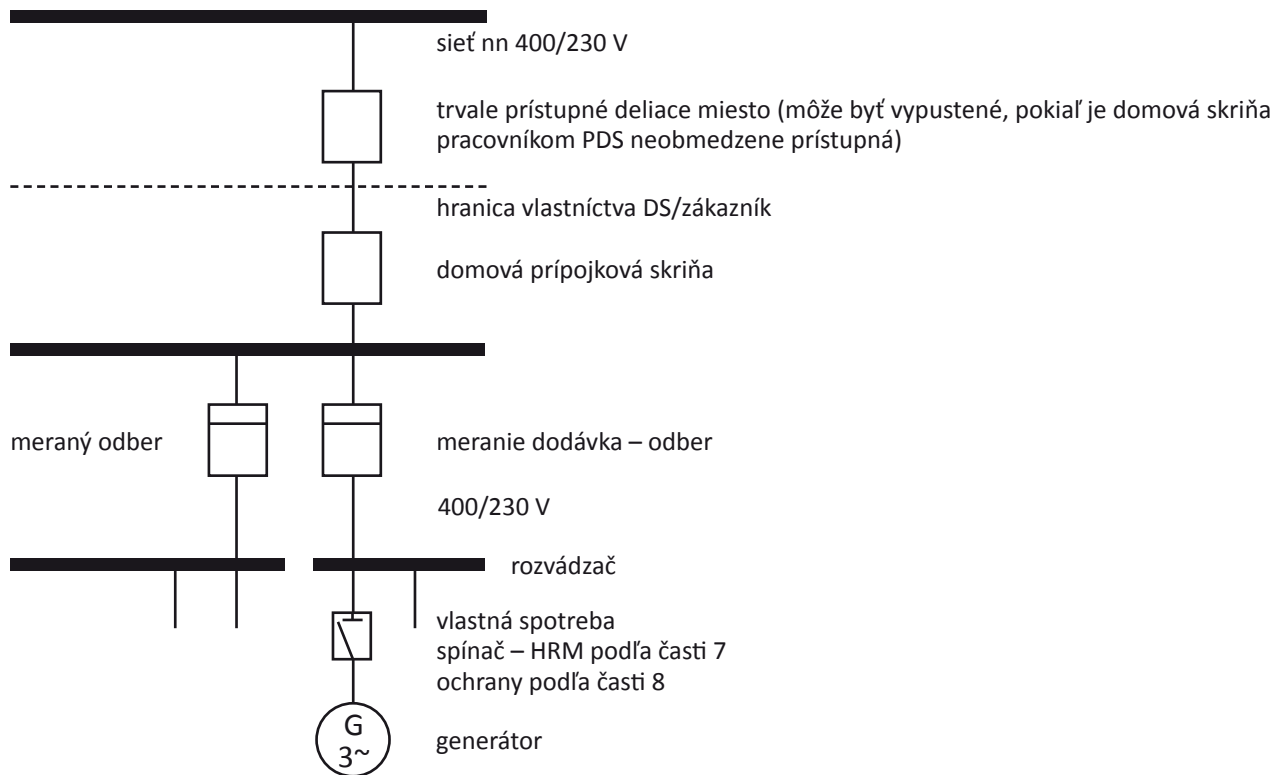 sieť nn 400/230 V
trvale prístupné deliace miesto (môže byť vypustené, pokiaľ je domová skriňa
pracovníkom PDS neobmedzene prístupná)
hranica vlastníctva DS/zákazník
domová prípojková skriňa
meraný odber
meranie dodávka – odber
400/230 V
rozvádzač
vlastná spotreba
spínač – HRM podľa časti 7
ochrany podľa časti 8
G
3~
generátor